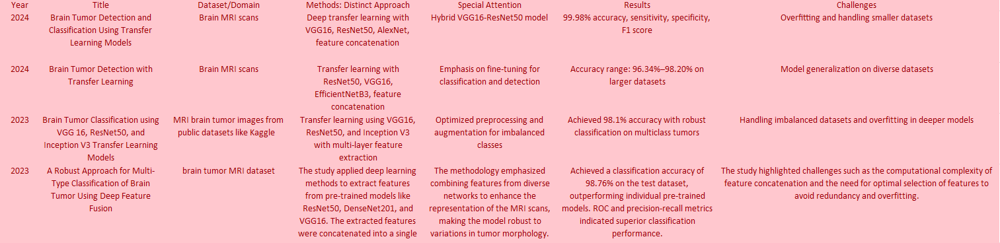 Year Title Dataset/Domain Methods: Distinct Approach Special Attention Results Challenges
2024 Brain Tumor Detection and Brain MRI scans Deep transfer learning with Hybrid VGG16-ResNet50 model 99.98% accuracy, sensitivity, specificity, Overfitting and handling smaller datasets
Classification Using Transfer VGG16, ResNet50, AlexNet, F1 score
Learning Models feature concatenation
2024 Brain Tumor Detection with Brain MRI scans Transfer learning with Emphasis on fine-tuning for Accuracy range: 96.34%–98.20% on Model generalization on diverse datasets
Transfer Learning ResNet50, VGG16, classification and detection larger datasets
EfficientNetB3, feature
concatenation
2023 Brain Tumor Classification using MRI brain tumor images from Transfer learning using VGG16, Optimized preprocessing and Achieved 98.1% accuracy with robust Handling imbalanced datasets and overfitting in deeper models
VGG 16, ResNet50, and public datasets like Kaggle ResNet50, and Inception V3 augmentation for imbalanced classification on multiclass tumors
Inception V3 Transfer Learning with multi-layer feature classes
Models extraction
2023 A Robust Approach for Multi- brain tumor MRI dataset The study applied deep learning The methodology emphasized Achieved a classification accuracy of The study highlighted challenges such as the computational complexity of
Type Classification of Brain methods to extract features combining features from diverse 98.76% on the test dataset, feature concatenation and the need for optimal selection of features to
Tumor Using Deep Feature from pre-trained models like networks to enhance the outperforming individual pre-trained avoid redundancy and overfitting.
Fusion ResNet50, DenseNet201, and representation of the MRI scans, models. ROC and precision-recall metrics
VGG16. The extracted features making the model robust to indicated superior classification
were concatenated into a single variations in tumor morphology. performance.